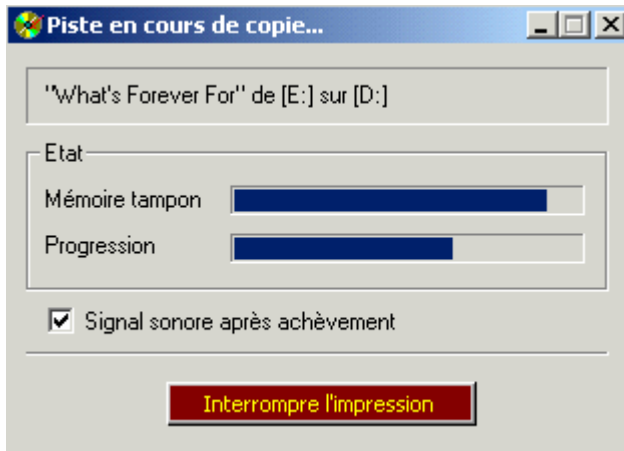 Piste en cours de copie...
"What's Forever For" de [E:] sur [D:]
Etat
Mémoire tampon
Progression
Signal sonore après achèvement
Interrompre l'impression